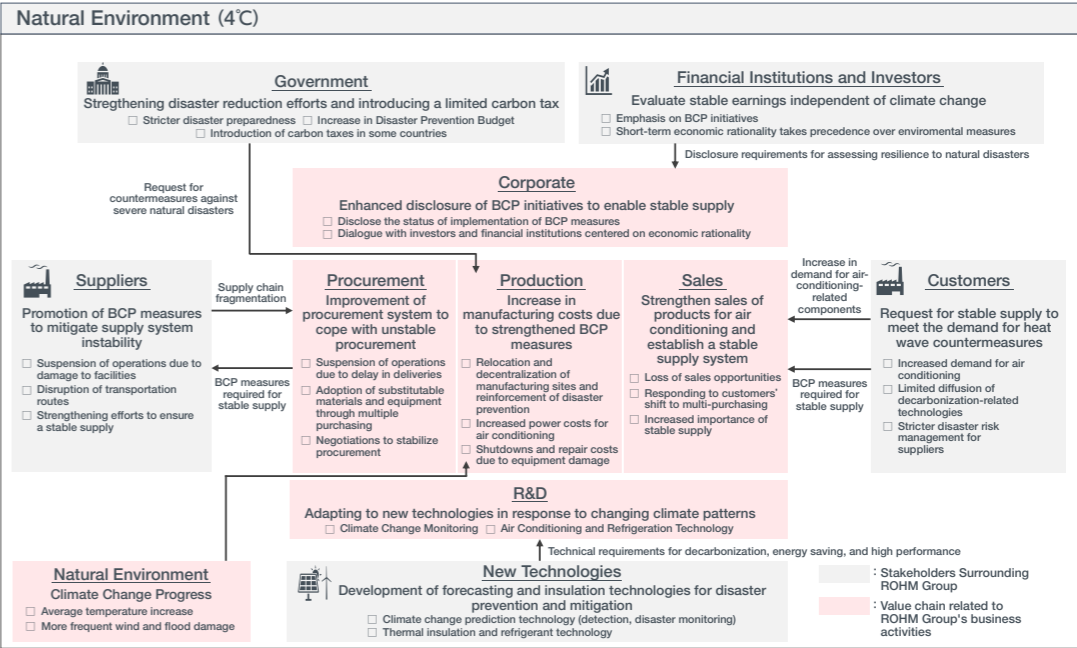 Natural Environment (4℃)
Government
Stregthening disaster reduction efforts and introducing a limited carbon tax
□ Stricter disaster preparedness □ Increase in Disaster Prevention Budget
□ Introduction of carbon taxes in some countries
Financial Institutions and Investors
Evaluate stable earnings independent of climate change
□ Emphasis on BCP initiatives
□ Short-term economic rationality takes precedence over enviromental measures
Disclosure requirements for assessing resilience to natural disasters
Request for
countermeasures against
severe natural disasters
Corporate
Enhanced disclosure of BCP initiatives to enable stable supply
□ Disclose the status of implementation of BCP measures
□ Dialogue with investors and financial institutions centered on economic rationality
Suppliers
Promotion of BCP measures
to mitigate supply system
instability
□ Suspension of operations due to
damage to facilities
□ Disruption of transportation
routes
□ Strengthening efforts to ensure
a stable supply
Supply chain
fragmentation
BCP measures
required for
stable supply
Procurement
Improvement of
procurement system to
cope with unstable
procurement
□ Suspension of operations
due to delay in deliveries
□ Adoption of substitutable
materials and equipment
through multiple
purchasing
□ Negotiations to stabilize
procurement
Production
Increase in
manufacturing costs due
to strengthened BCP
measures
□ Relocation and
decentralization of
manufacturing sites and
reinforcement of disaster
prevention
□ Increased power costs for
air conditioning
□ Shutdowns and repair costs
due to equipment damage
Sales
Strengthen sales of
products for air
conditioning and
establish a stable
supply system
□ Loss of sales opportunities
□ Responding to customers'
shift to multi-purchasing
□ Increased importance of
stable supply
Increase in
demand for air-
conditioning-
related
components
BCP measures
required for
stable supply
Customers
Request for stable supply to
meet the demand for heat
wave countermeasures
□ Increased demand for air
conditioning
□ Limited diffusion of
decarbonization-related
technologies
□ Stricter disaster risk
management for
suppliers
R&D
Adapting to new technologies in response to changing climate patterns
□ Climate Change Monitoring □ Air Conditioning and Refrigeration Technology
Technical requirements for decarbonization, energy saving, and high performance
Natural Environment
Climate Change Progress
□ Average temperature increase
□ More frequent wind and flood damage
New Technologies
Development of forecasting and insulation technologies for disaster
prevention and mitigation
□ Climate change prediction technology (detection, disaster monitoring)
□ Thermal insulation and refrigerant technology
: Stakeholders Surrounding
ROHM Group
: Value chain related to
ROHM Group's business
activities